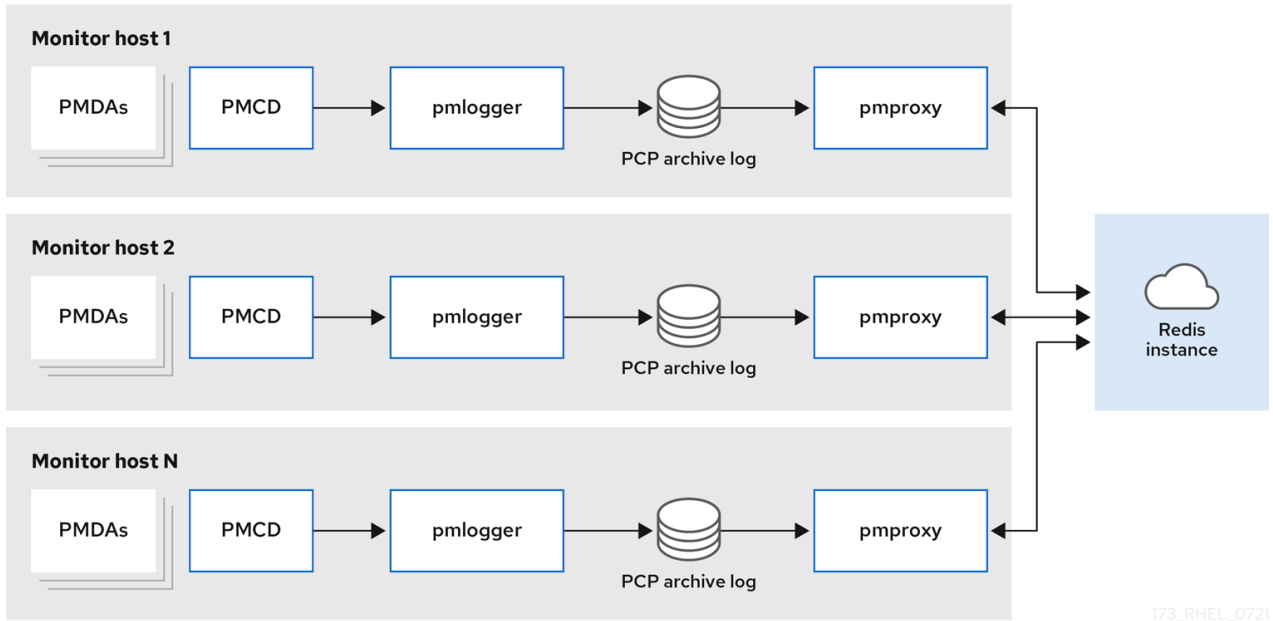 Monitor host 1
PMDAs
PMCD
pmlogger
PCP archive log
pmproxy
Monitor host 2
PMDAs
PMCD
pmlogger
PCP archive log
pmproxy
Redis
instance
Monitor host N
PMDAs
PMCD
pmlogger
PCP archive log
pmproxy
173_RHEL_0721